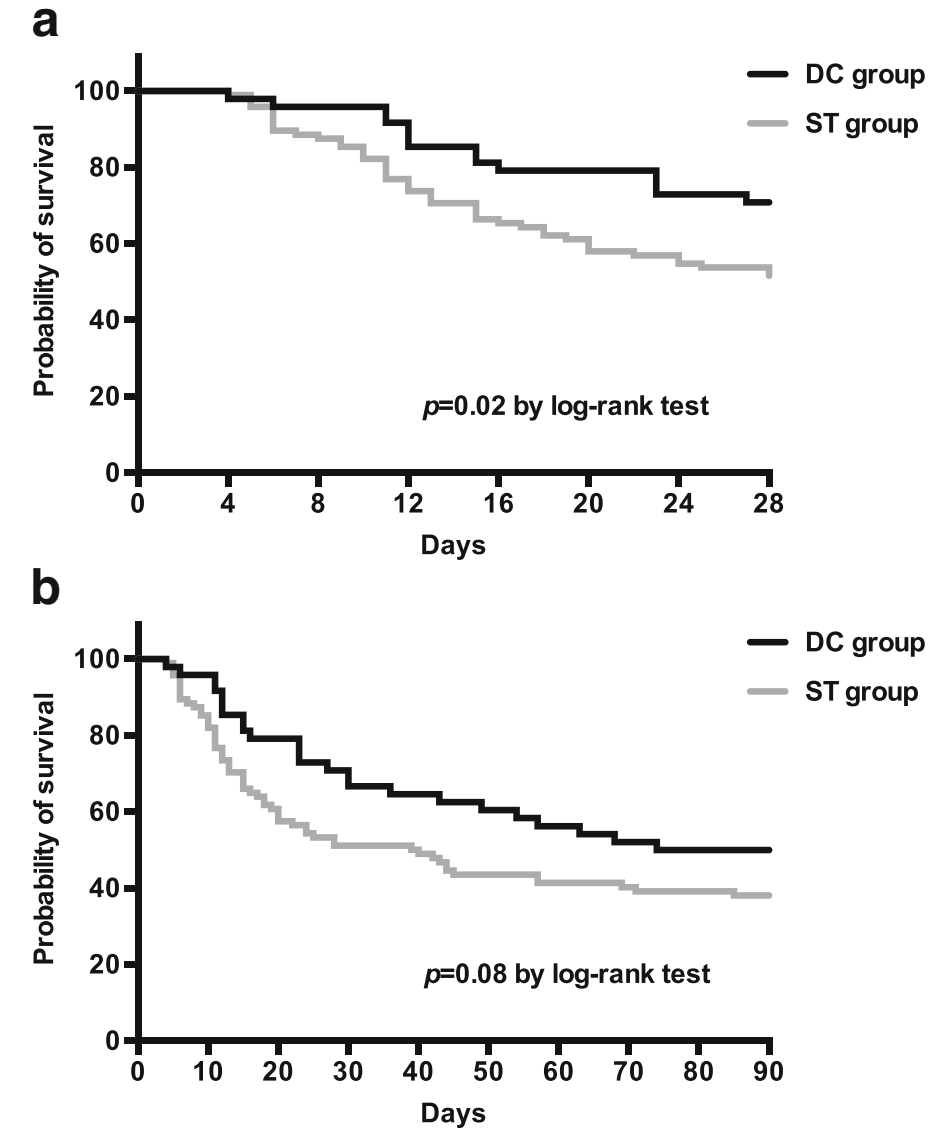 a
DC group
ST group
Probability of survival
100
80
60
40
20
0
p=0.02 by log-rank test
0 4 8 12 16 20 24 28
Days
b
DC group
ST group
Probability of survival
100
80
60
40
20
0
p=0.08 by log-rank test
0 10 20 30 40 50 60 70 80 90
Days